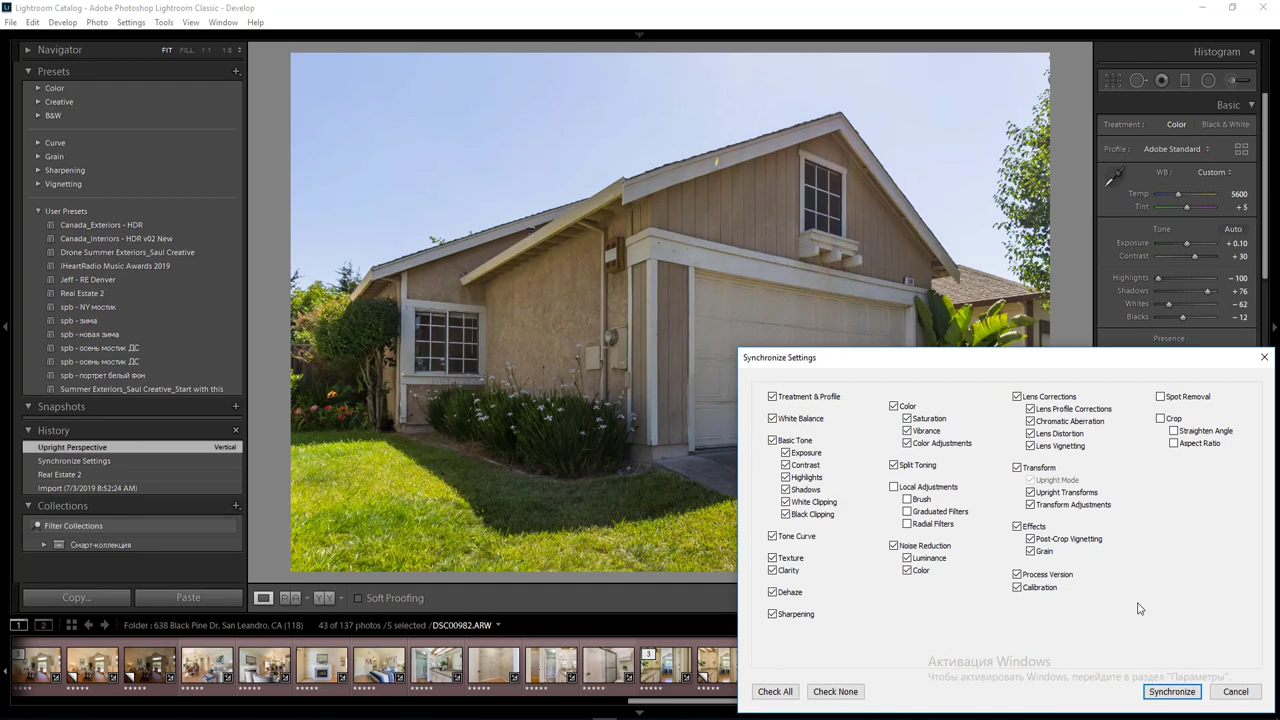 Lightroom Catalog - Adobe Photoshop Lightroom Classic - Develop
File Edit Develop Photo Settings Tools View Window Help
Navigator FIT FILL 1:1 1:8
Presets
Color
Creative
B&W
Curve
Grain
Sharpening
Vignetting
User Presets
Canada_Exteriors - HDR
Canada_Interiors - HDR v02 New
Drone Summer Exteriors_Saul Creative
iHeartRadio Music Awards 2019
Jeff - RE Denver
Real Estate 2
spb - NY мостик
spb - зима
spb - новая зима
spb - осень мостик ДС
spb - осень мостик ДС
spb - портрет белый фон
Summer Exteriors_Saul Creative_Start with this
Snapshots
History
Upright Perspective Vertical
Synchronize Settings
Real Estate 2
Import (7/3/2019 8:52:24 AM)
Collections
Filter Collections
Смарт-коллекция
Copy... Paste
Soft Proofing
1 2 Folder : 638 Black Pine Dr, San Leandro, CA (118) 43 of 137 photos / 5 selected / DSC00982.ARW
3
Histogram
Basic
Treatment : Color Black & White
Profile : Adobe Standard
WB : Custom
Temp 5600
Tint + 5
Tone Auto
Exposure + 0.10
Contrast + 30
Highlights − 100
Shadows + 76
Whites − 62
Blacks − 12
Presence
Synchronize Settings
Treatment & Profile
White Balance
Basic Tone
Exposure
Contrast
Highlights
Shadows
White Clipping
Black Clipping
Tone Curve
Texture
Clarity
Dehaze
Sharpening
Color
Saturation
Vibrance
Color Adjustments
Split Toning
Local Adjustments
Brush
Graduated Filters
Radial Filters
Noise Reduction
Luminance
Color
Lens Corrections
Lens Profile Corrections
Chromatic Aberration
Lens Distortion
Lens Vignetting
Transform
Upright Mode
Upright Transforms
Transform Adjustments
Effects
Post-Crop Vignetting
Grain
Process Version
Calibration
Spot Removal
Crop
Straighten Angle
Aspect Ratio
Активация Windows
Чтобы активировать Windows, перейдите в раздел "Параметры".
Check All Check None Synchronize Cancel